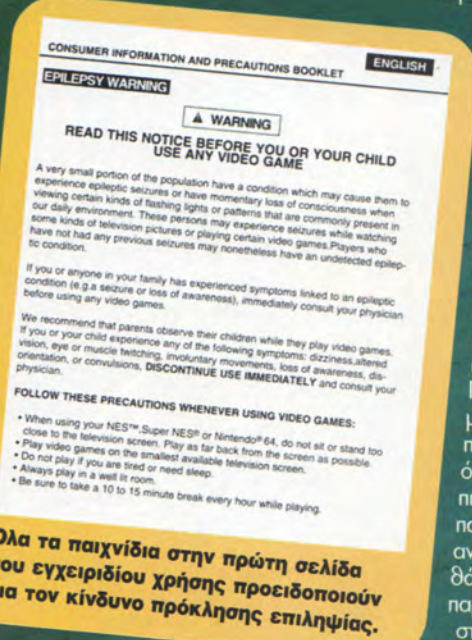 CONSUMER INFORMATION AND PRECAUTIONS BOOKLET
ENGLISH
EPILEPSY WARNING
WARNING
READ THIS NOTICE BEFORE YOU OR YOUR CHILD
USE ANY VIDEO GAME
A very small portion of the population have a condition which may cause them to
experience epileptic seizures or have momentary loss of consciousness when
viewing certain kinds of flashing lights or patterns that are commonly present in
our daily environment. These persons may experience seizures while watching
some kinds of television pictures or playing certain video games.Players who
have not had any previous seizures may nonetheless have an undetected epilep-
tic condition.
If you or anyone in your family has experienced symptoms linked to an epileptic
condition (e.g.a seizure or loss of awareness), immediately consult your physician
before using any video games.
We recommend that parents observe their children while they play video games.
If you or your child experience any of the following symptoms: dizziness,altered
vision, eye or muscle twitching, involuntary movements, loss of awareness, dis-
orientation, or convulsions, DISCONTINUE USE IMMEDIATELY and consult your
physician.
FOLLOW THESE PRECAUTIONS WHENEVER USING VIDEO GAMES:
• When using your NES™,Super NES® or Nintendo®64, do not sit or stand too
close to the television screen. Play as far back from the screen as possible.
• Play video games on the smallest available television screen.
• Do not play if you are tired or need sleep.
• Always play in a well lit room.
• Be sure to take a 10 to 15 minute break every hour while playing.
Όλα τα παιχνίδια στην πρώτη σελίδα
του εγχειριδίου χρήσης προειδοποιούν
για τον κίνδυνο πρόκλησης επιληψίας.